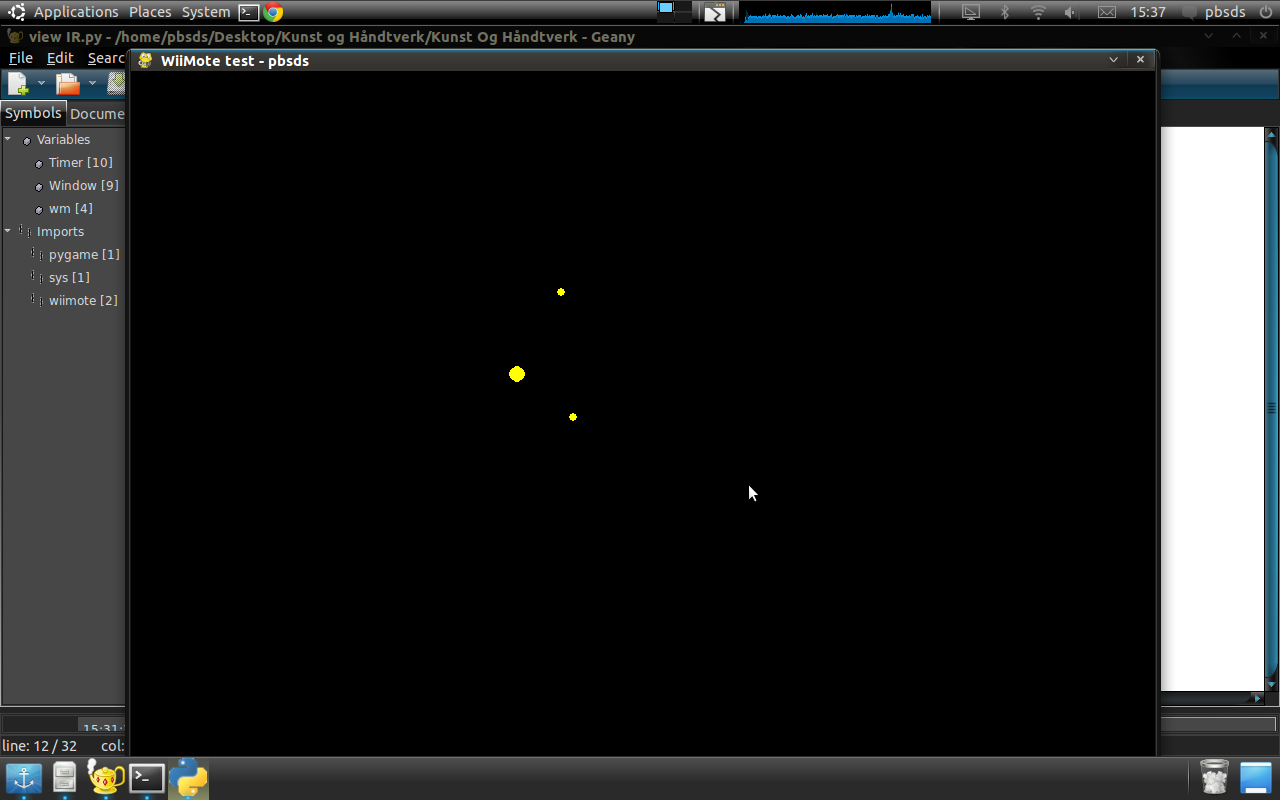 Applications Places System 15:37 pbsds
view IR.py - /home/pbsds/Desktop/Kunst og Håndtverk/Kunst Og Håndtverk - Geany
File Edit
WiiMote test - pbsds
Symbols
Variables
Timer [10]
Window [9]
wm [4]
Imports
pygame [1]
sys [1]
wiimote [2]
15:31:
line: 12 / 32 col: